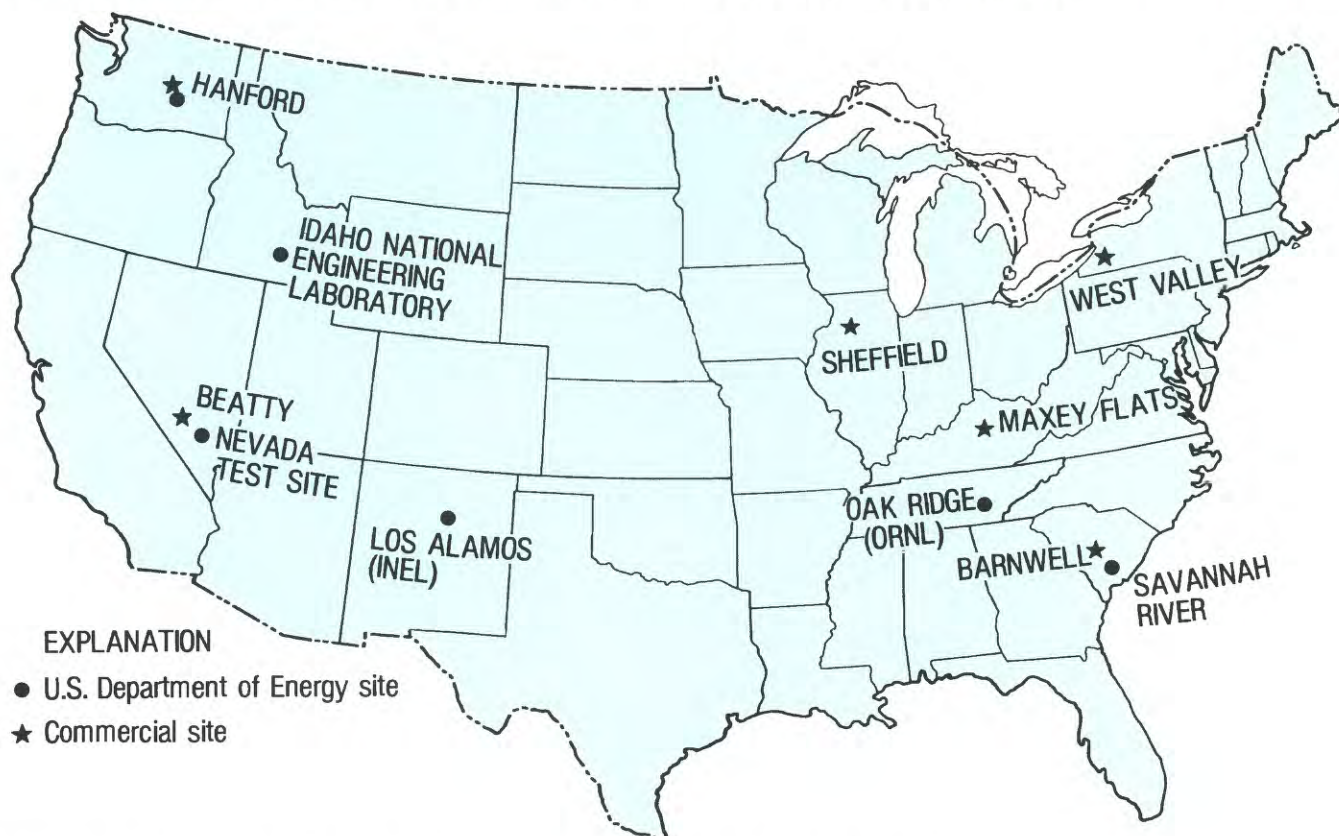 HANFORD
IDAHO NATIONAL
ENGINEERING
LABORATORY
WEST VALLEY
SHEFFIELD
MAXEY FLATS
BEATTY
NEVADA
TEST SITE
LOS ALAMOS
(INEL)
OAK RIDGE
(ORNL)
BARNWELL
SAVANNAH
RIVER
EXPLANATION
U.S. Department of Energy site
Commercial site